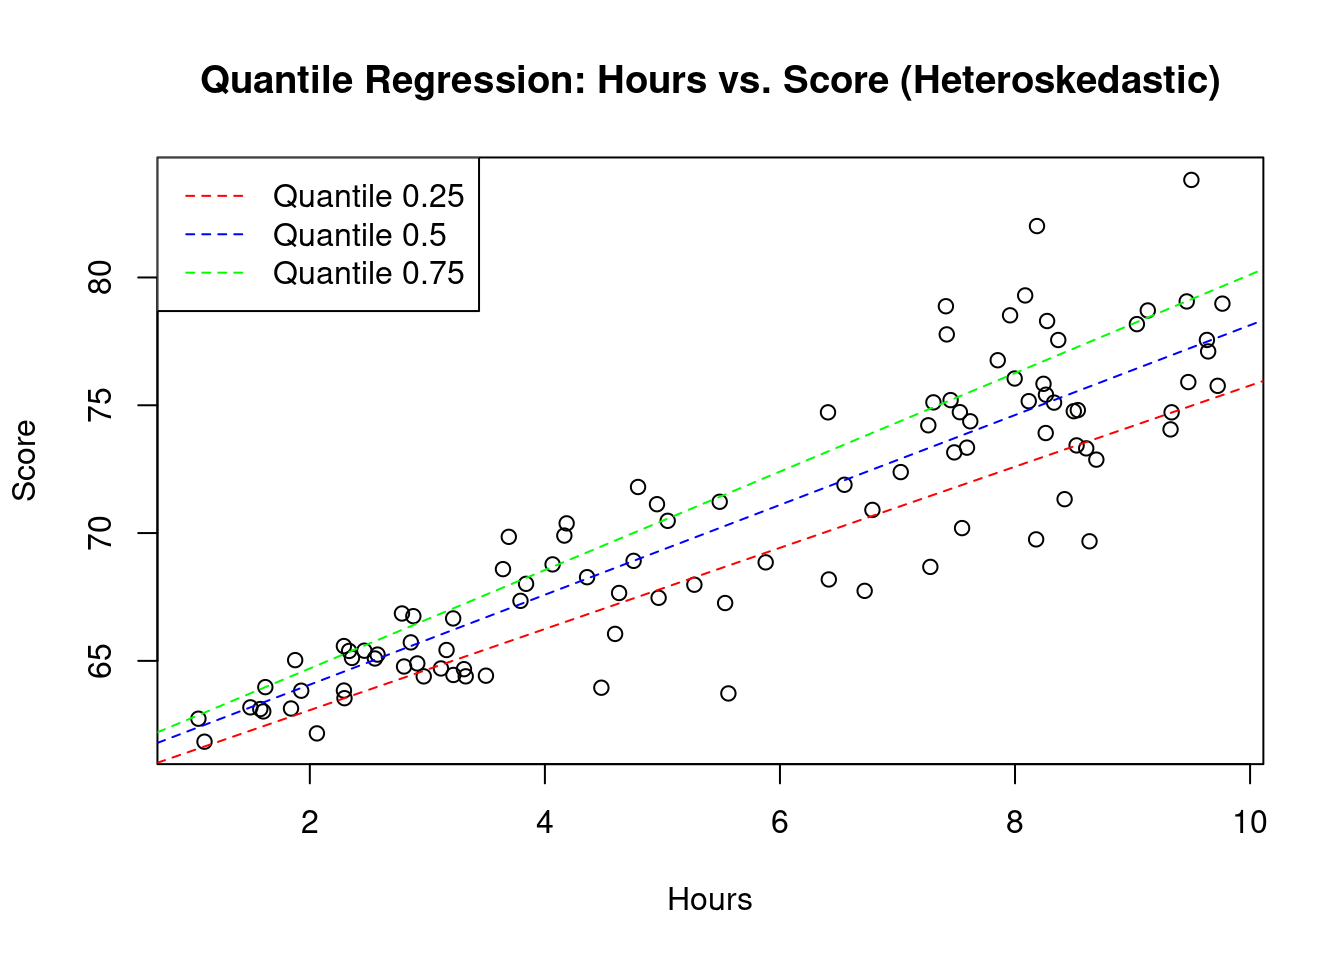 Quantile Regression: Hours vs. Score (Heteroskedastic)
Quantile 0.25
Quantile 0.5
Quantile 0.75
Score
80
75
70
65
2 4 6 8 10
Hours